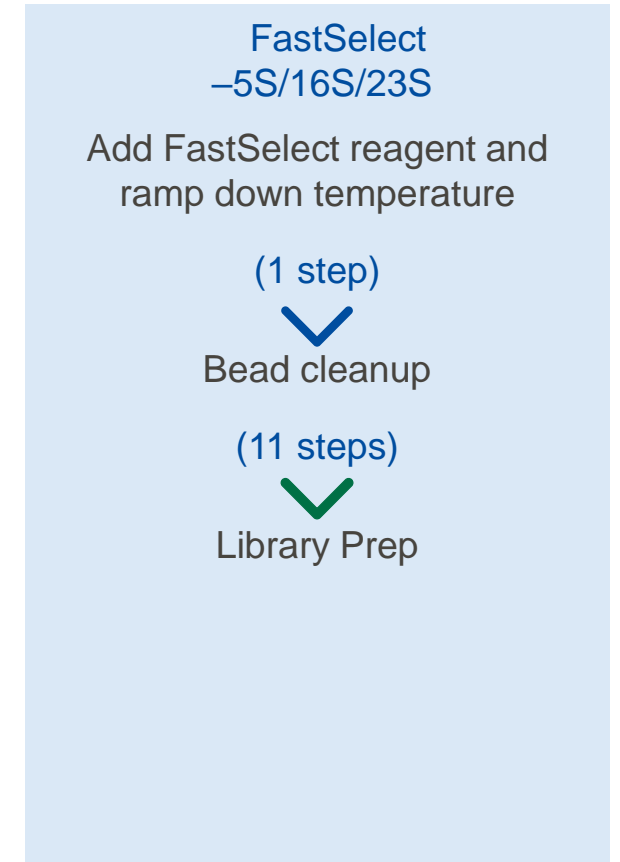 FastSelect
–5S/16S/23S
Add FastSelect reagent and
ramp down temperature
(1 step)
Bead cleanup
(11 steps)
Library Prep